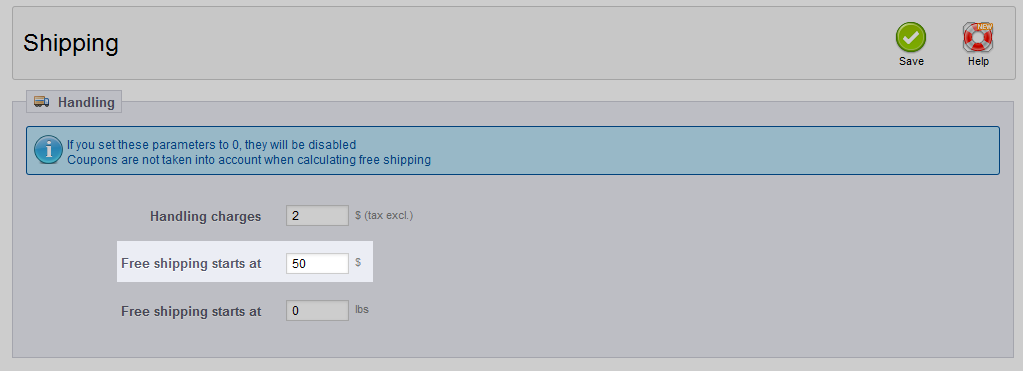 Shipping
Save
NEW
Help
Handling
If you set these parameters to 0, they will be disabled
Coupons are not taken into account when calculating free shipping
Handling charges 2 $ (tax excl.)
Free shipping starts at 50 $
Free shipping starts at 0 lbs